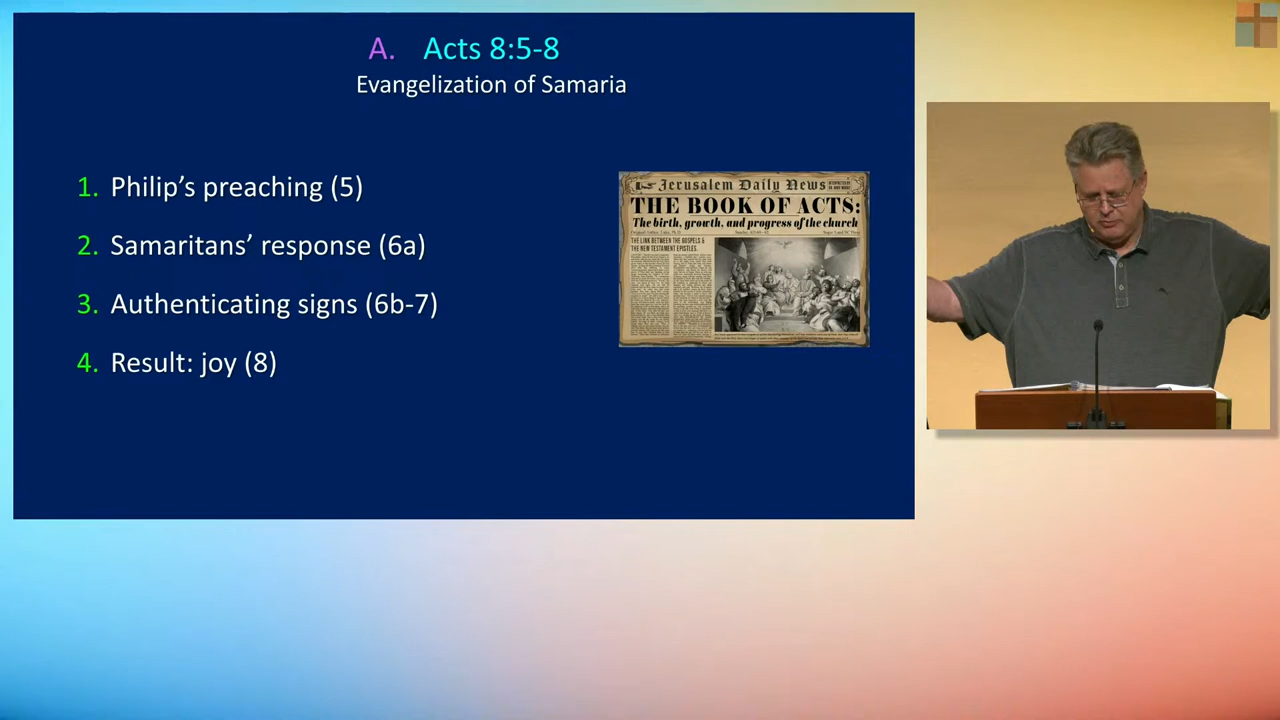 A. Acts 8:5-8
Evangelization of Samaria
1. Philip’s preaching (5)
2. Samaritans’ response (6a)
3. Authenticating signs (6b-7)
4. Result: joy (8)
Jerusalem Daily News
THE BOOK OF ACTS:
The birth, growth, and progress of the church
THE LINK BETWEEN THE GOSPELS &
THE NEW TESTAMENT EPISTLES.